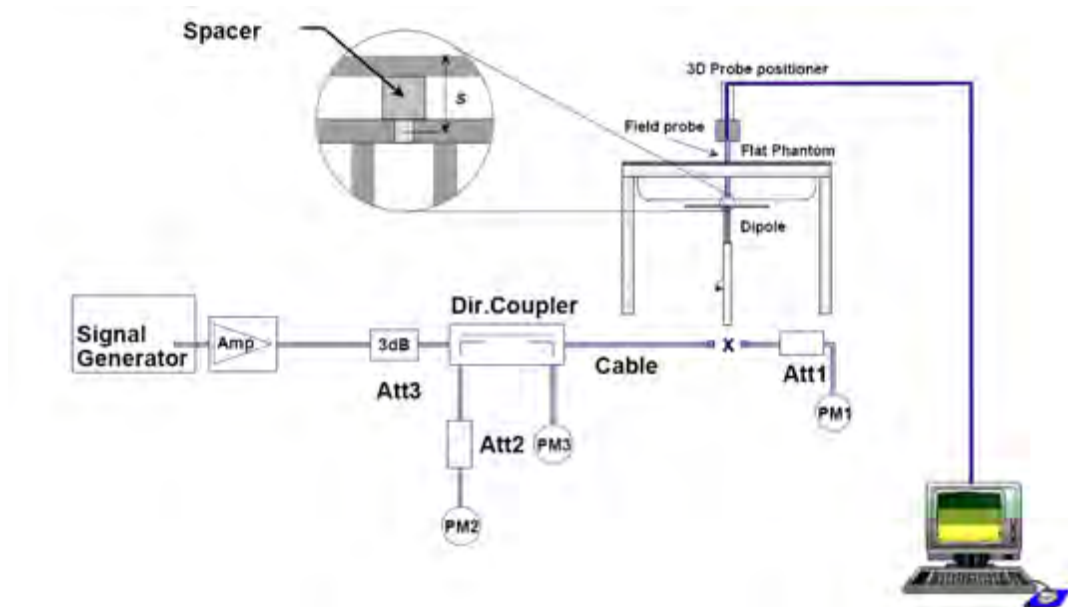 Spacer
s
3D Probe positioner
Field probe
Flat Phantom
Dipole
Signal
Generator
Amp
3dB
Att3
Dir.Coupler
Cable
X
Att1
PM1
Att2
PM3
PM2